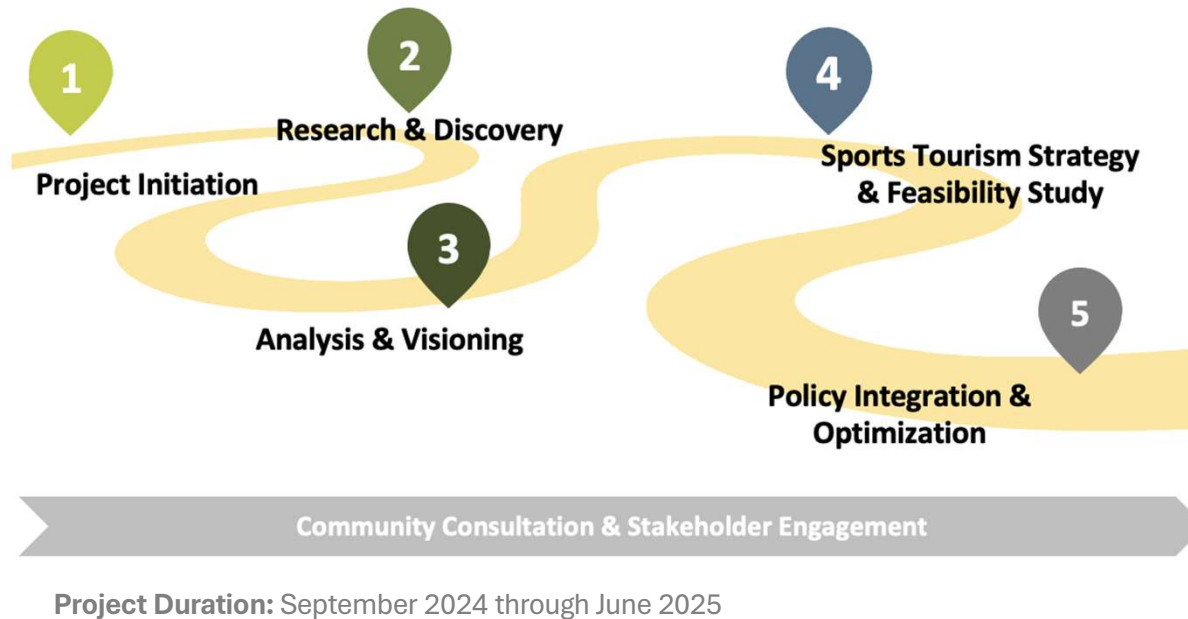 1
Project Initiation
2
Research & Discovery
3
Analysis & Visioning
4
Sports Tourism Strategy
& Feasibility Study
5
Policy Integration &
Optimization
Community Consultation & Stakeholder Engagement
Project Duration: September 2024 through June 2025